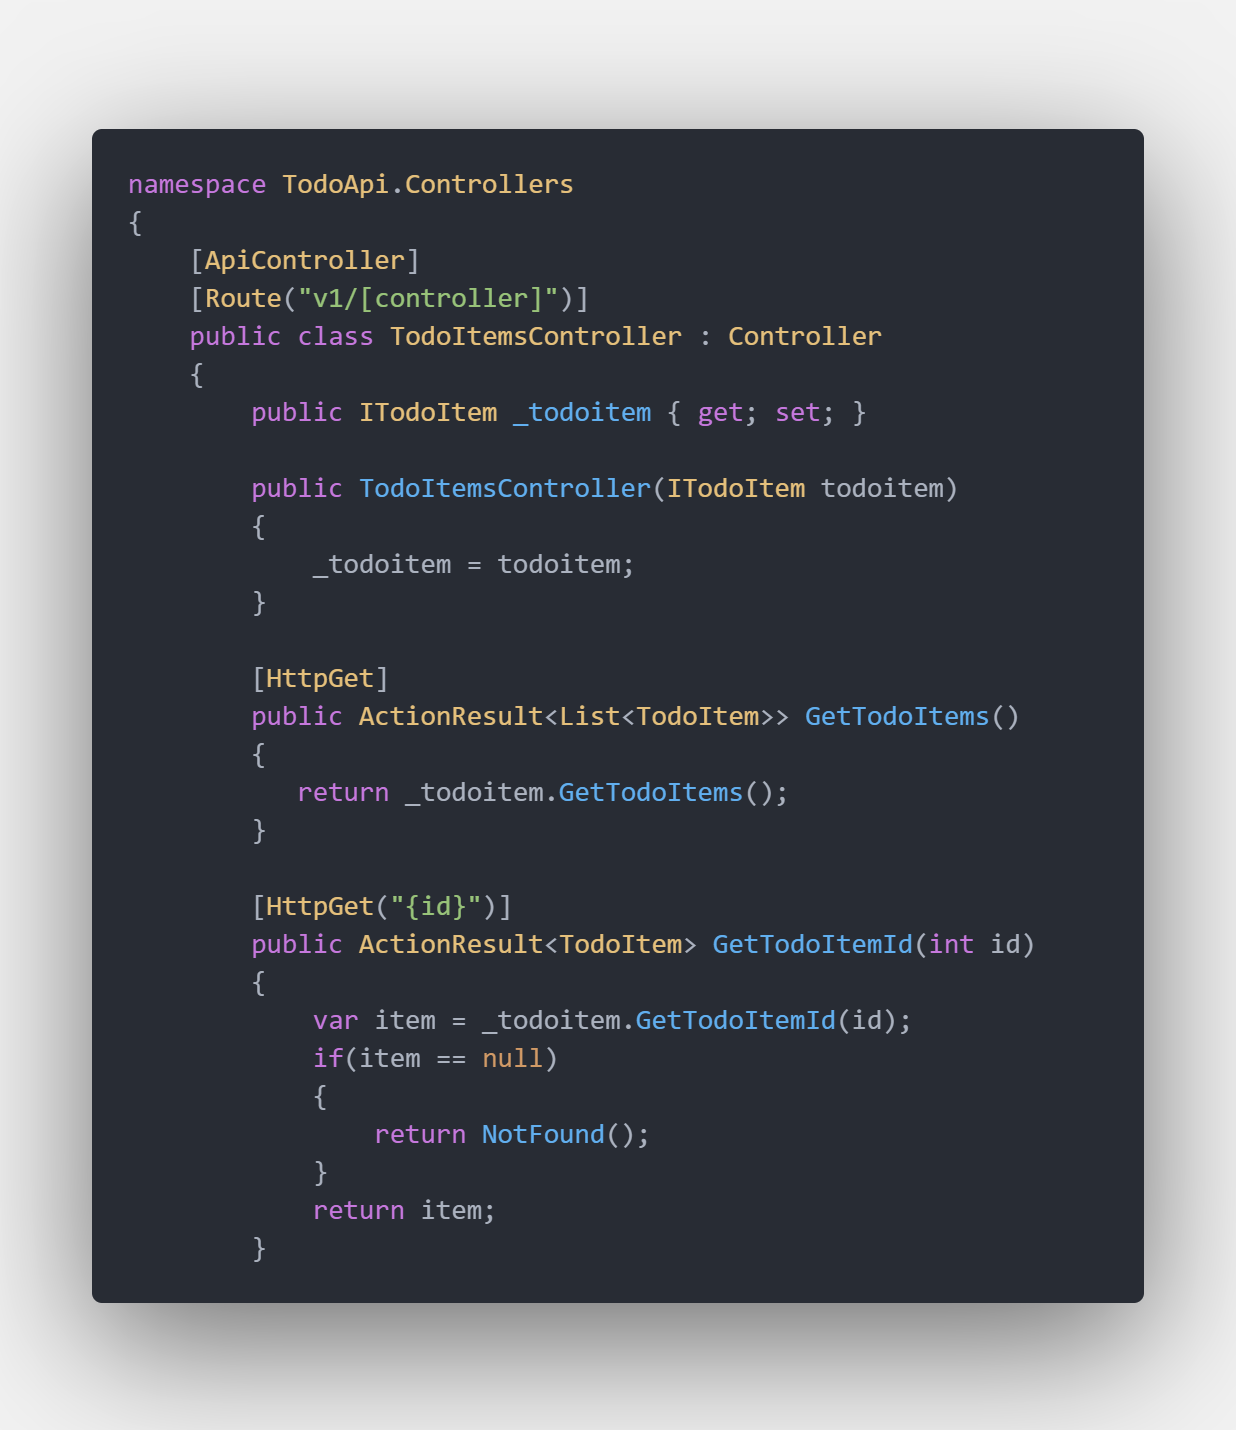 namespace TodoApi.Controllers
{
    [ApiController]
    [Route("v1/[controller]")]
    public class TodoItemsController : Controller
    {
        public ITodoItem _todoitem { get; set; }

        public TodoItemsController(ITodoItem todoitem)
        {
            _todoitem = todoitem;
        }

        [HttpGet]
        public ActionResult<List<TodoItem>> GetTodoItems()
        {
           return _todoitem.GetTodoItems();
        }

        [HttpGet("{id}")]
        public ActionResult<TodoItem> GetTodoItemId(int id)
        {
            var item = _todoitem.GetTodoItemId(id);
            if(item == null)
            {
                return NotFound();
            }
            return item;
        }